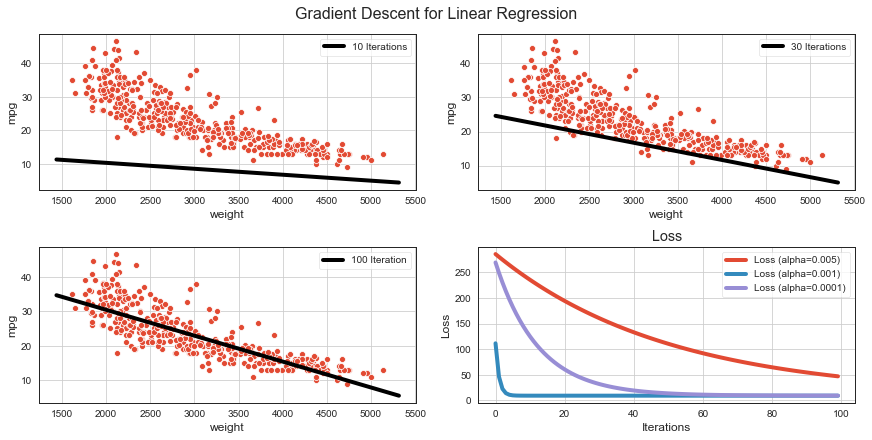 Gradient Descent for Linear Regression
10 Iterations
mpg
40
30
20
10
1500 2000 2500 3000 3500 4000 4500 5000 5500
weight
30 Iterations
mpg
40
30
20
10
1500 2000 2500 3000 3500 4000 4500 5000 5500
weight
100 Iteration
mpg
40
30
20
10
1500 2000 2500 3000 3500 4000 4500 5000 5500
weight
Loss
Loss (alpha=0.005)
Loss (alpha=0.001)
Loss (alpha=0.0001)
Loss
250
200
150
100
50
0
0 20 40 60 80 100
Iterations